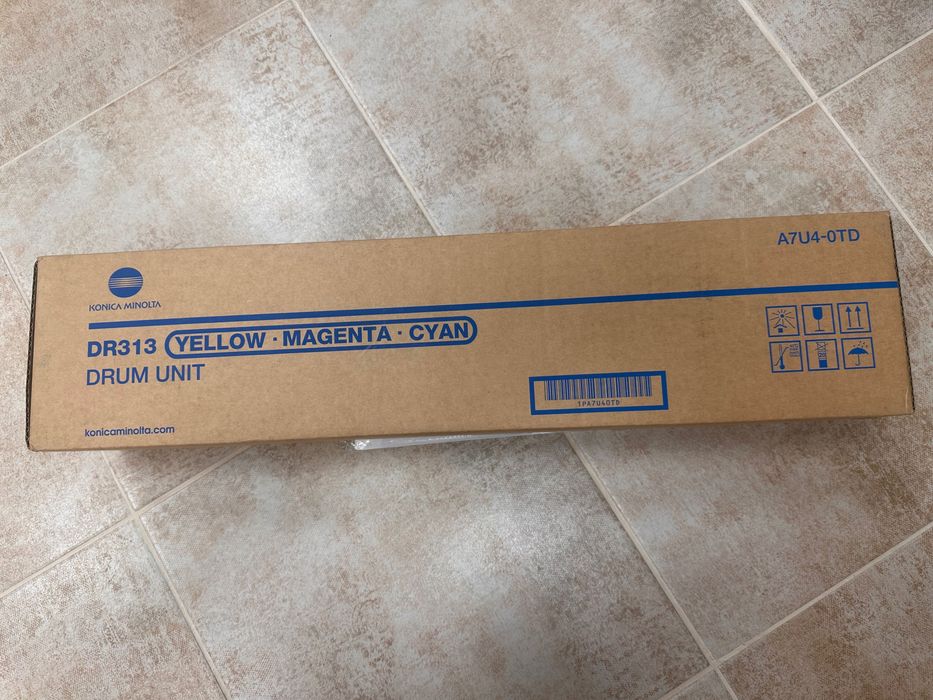 A7U4-0TD
KONICA MINOLTA
DR313 YELLOW · MAGENTA · CYAN
DRUM UNIT
1PA7U40TD
konicaminolta.com